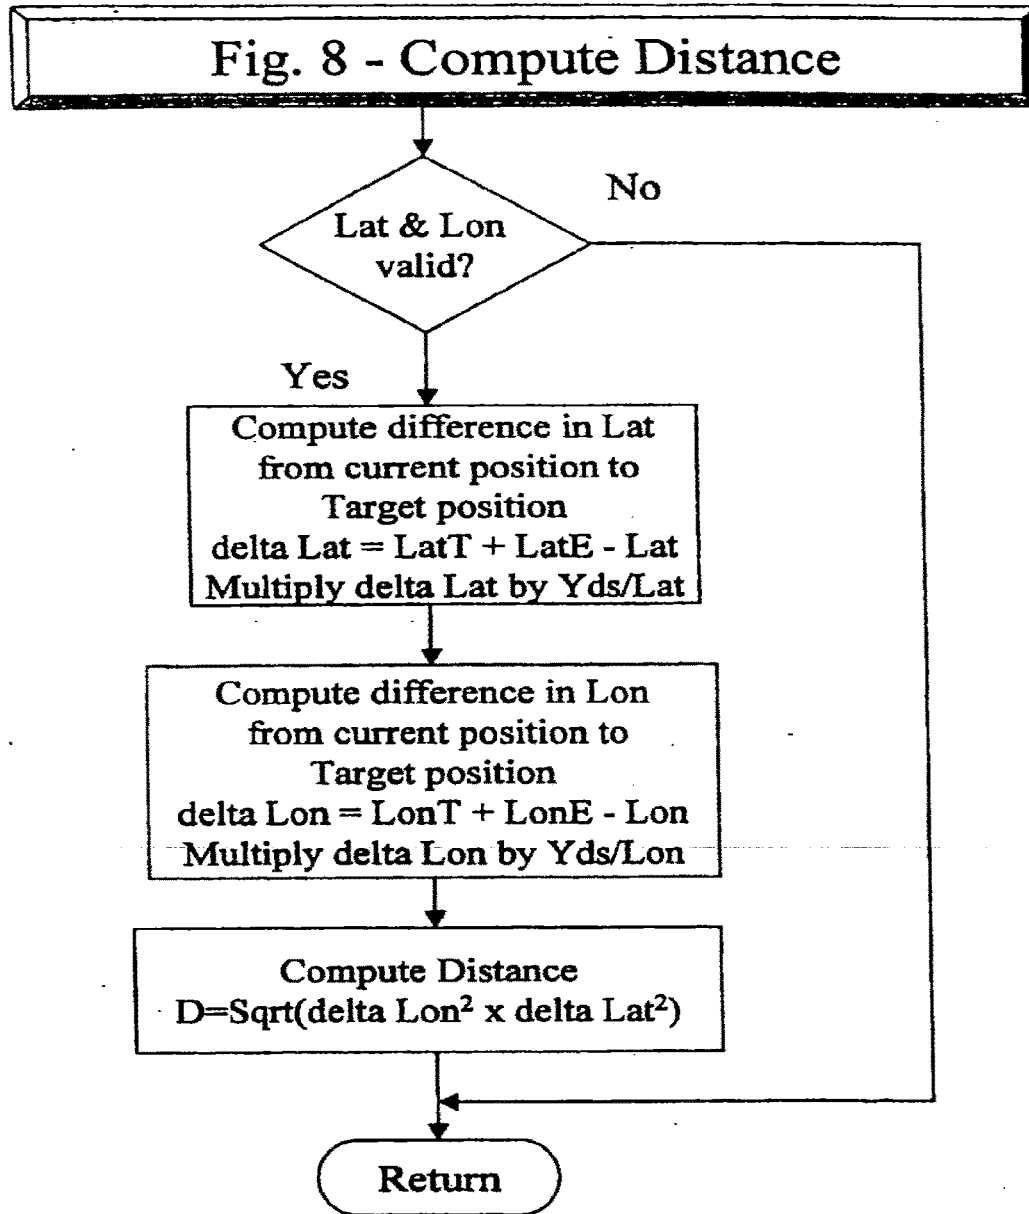 Fig. 8 - Compute Distance
Lat & Lon
valid?
No
Yes
Compute difference in Lat
from current position to
Target position
delta Lat = LatT + LatE - Lat
Multiply delta Lat by Yds/Lat
Compute difference in Lon
from current position to
Target position
delta Lon = LonT + LonE - Lon
Multiply delta Lon by Yds/Lon
Compute Distance
D=Sqrt(delta Lon² x delta Lat²)
Return